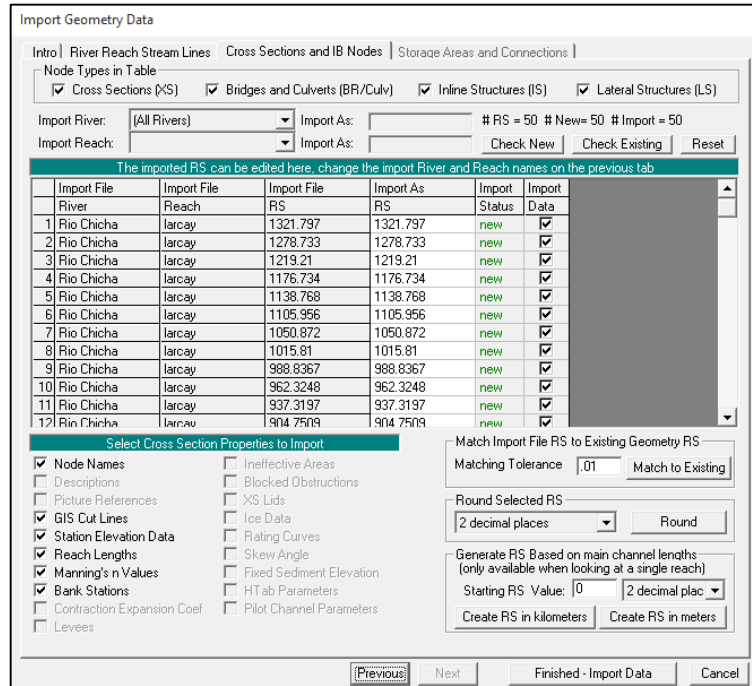 Import Geometry Data
Intro River Reach Stream Lines Cross Sections and IB Nodes Storage Areas and Connections
Node Types in Table
Cross Sections (XS) Bridges and Culverts (BR/Culv) Inline Structures (IS) Lateral Structures (LS)
Import River: (All Rivers) Import As: # RS = 50 # New= 50 # Import = 50
Import Reach: Import As: Check New Check Existing Reset
The imported RS can be edited here, change the import River and Reach names on the previous tab
Import File Import File Import File Import As Import Import
River Reach RS RS Status Data
1 Rio Chicha larcay 1321.797 1321.797 new
2 Rio Chicha larcay 1278.733 1278.733 new
3 Rio Chicha larcay 1219.21 1219.21 new
4 Rio Chicha larcay 1176.734 1176.734 new
5 Rio Chicha larcay 1138.768 1138.768 new
6 Rio Chicha larcay 1105.956 1105.956 new
7 Rio Chicha larcay 1050.872 1050.872 new
8 Rio Chicha larcay 1015.81 1015.81 new
9 Rio Chicha larcay 988.8367 988.8367 new
10 Rio Chicha larcay 962.3248 962.3248 new
11 Rio Chicha larcay 937.3197 937.3197 new
12 Rio Chicha larcay 904.7509 904.7509 new
Select Cross Section Properties to Import
Node Names Ineffective Areas
Descriptions Blocked Obstructions
Picture References XS Lids
GIS Cut Lines Ice Data
Station Elevation Data Rating Curves
Reach Lengths Skew Angle
Manning's n Values Fixed Sediment Elevation
Bank Stations HTab Parameters
Contraction Expansion Coef Pilot Channel Parameters
Levees
Match Import File RS to Existing Geometry RS
Matching Tolerance .01 Match to Existing
Round Selected RS
2 decimal places Round
Generate RS Based on main channel lengths
(only available when looking at a single reach)
Starting RS Value: 0 2 decimal plac
Create RS in kilometers Create RS in meters
Previous Next Finished - Import Data Cancel